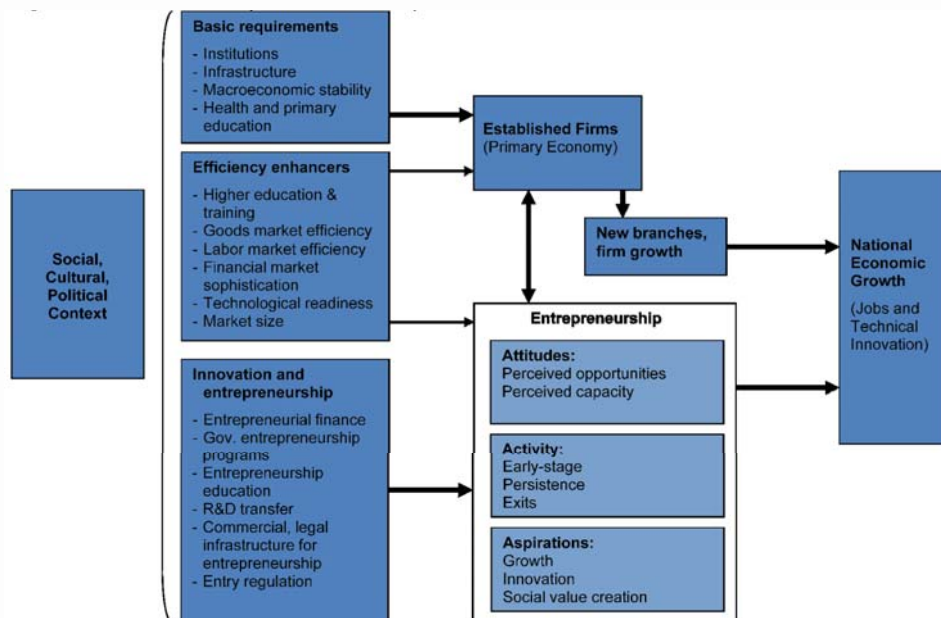 Social,
Cultural,
Political
Context
Basic requirements
- Institutions
- Infrastructure
- Macroeconomic stability
- Health and primary
education
Efficiency enhancers
- Higher education &
training
- Goods market efficiency
- Labor market efficiency
- Financial market
sophistication
- Technological readiness
- Market size
Innovation and
entrepreneurship
- Entrepreneurial finance
- Gov. entrepreneurship
programs
- Entrepreneurship
education
- R&D transfer
- Commercial, legal
infrastructure for
entrepreneurship
- Entry regulation
Established Firms
(Primary Economy)
New branches,
firm growth
Entrepreneurship
Attitudes:
Perceived opportunities
Perceived capacity
Activity:
Early-stage
Persistence
Exits
Aspirations:
Growth
Innovation
Social value creation
National
Economic
Growth
(Jobs and
Technical
Innovation)